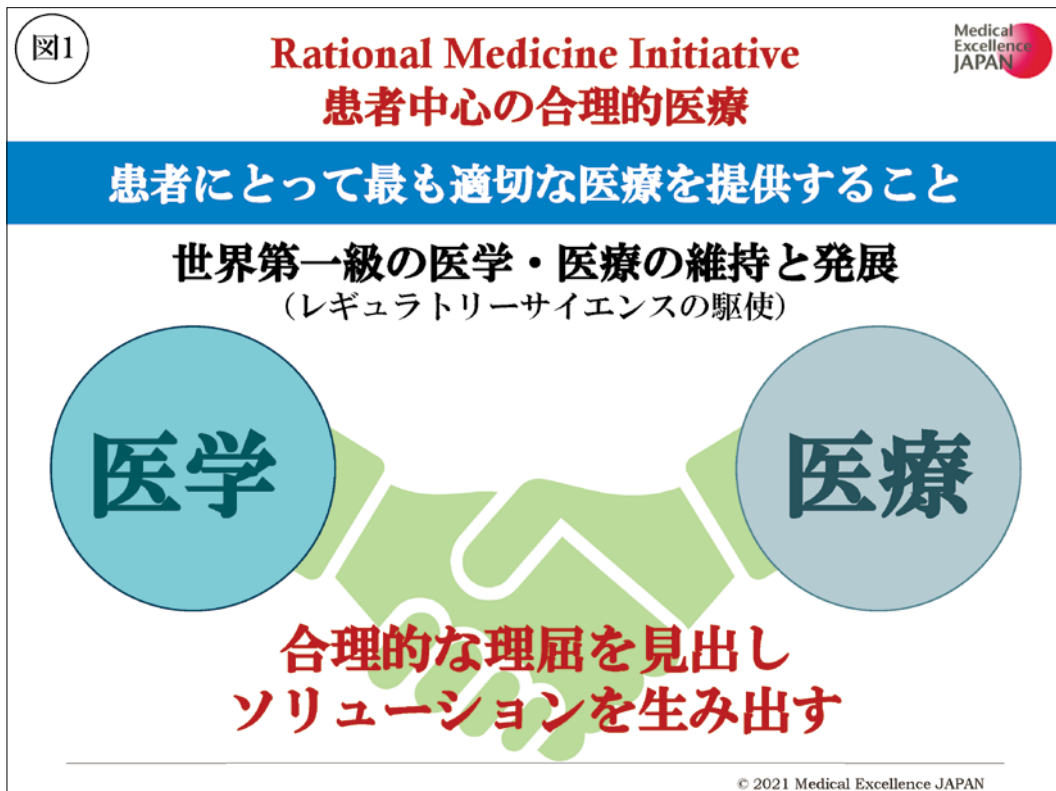 図1
Rational Medicine Initiative
患者中心の合理的医療
Medical
Excellence
JAPAN
患者にとって最も適切な医療を提供すること
世界第一級の医学・医療の維持と発展
（レギュラトリーサイエンスの駆使）
医学
医療
合理的な理屈を見出し
ソリューションを生み出す
© 2021 Medical Excellence JAPAN